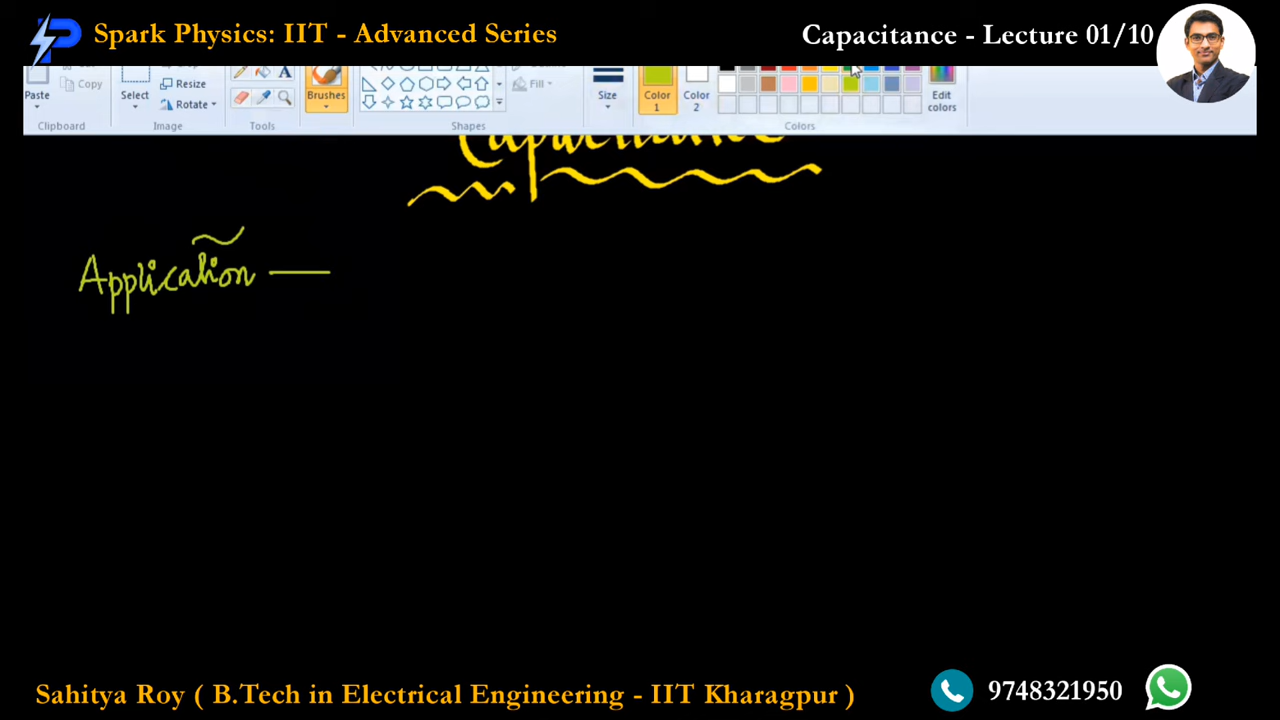 Spark Physics: IIT - Advanced Series
Capacitance - Lecture 01/10
Paste
Copy
Select
Resize
Rotate
Brushes
Fill
Size
Color 1
Color 2
Edit colors
Clipboard
Image
Tools
Shapes
Colors
Capacitance
Application —
Sahitya Roy ( B.Tech in Electrical Engineering - IIT Kharagpur )
9748321950